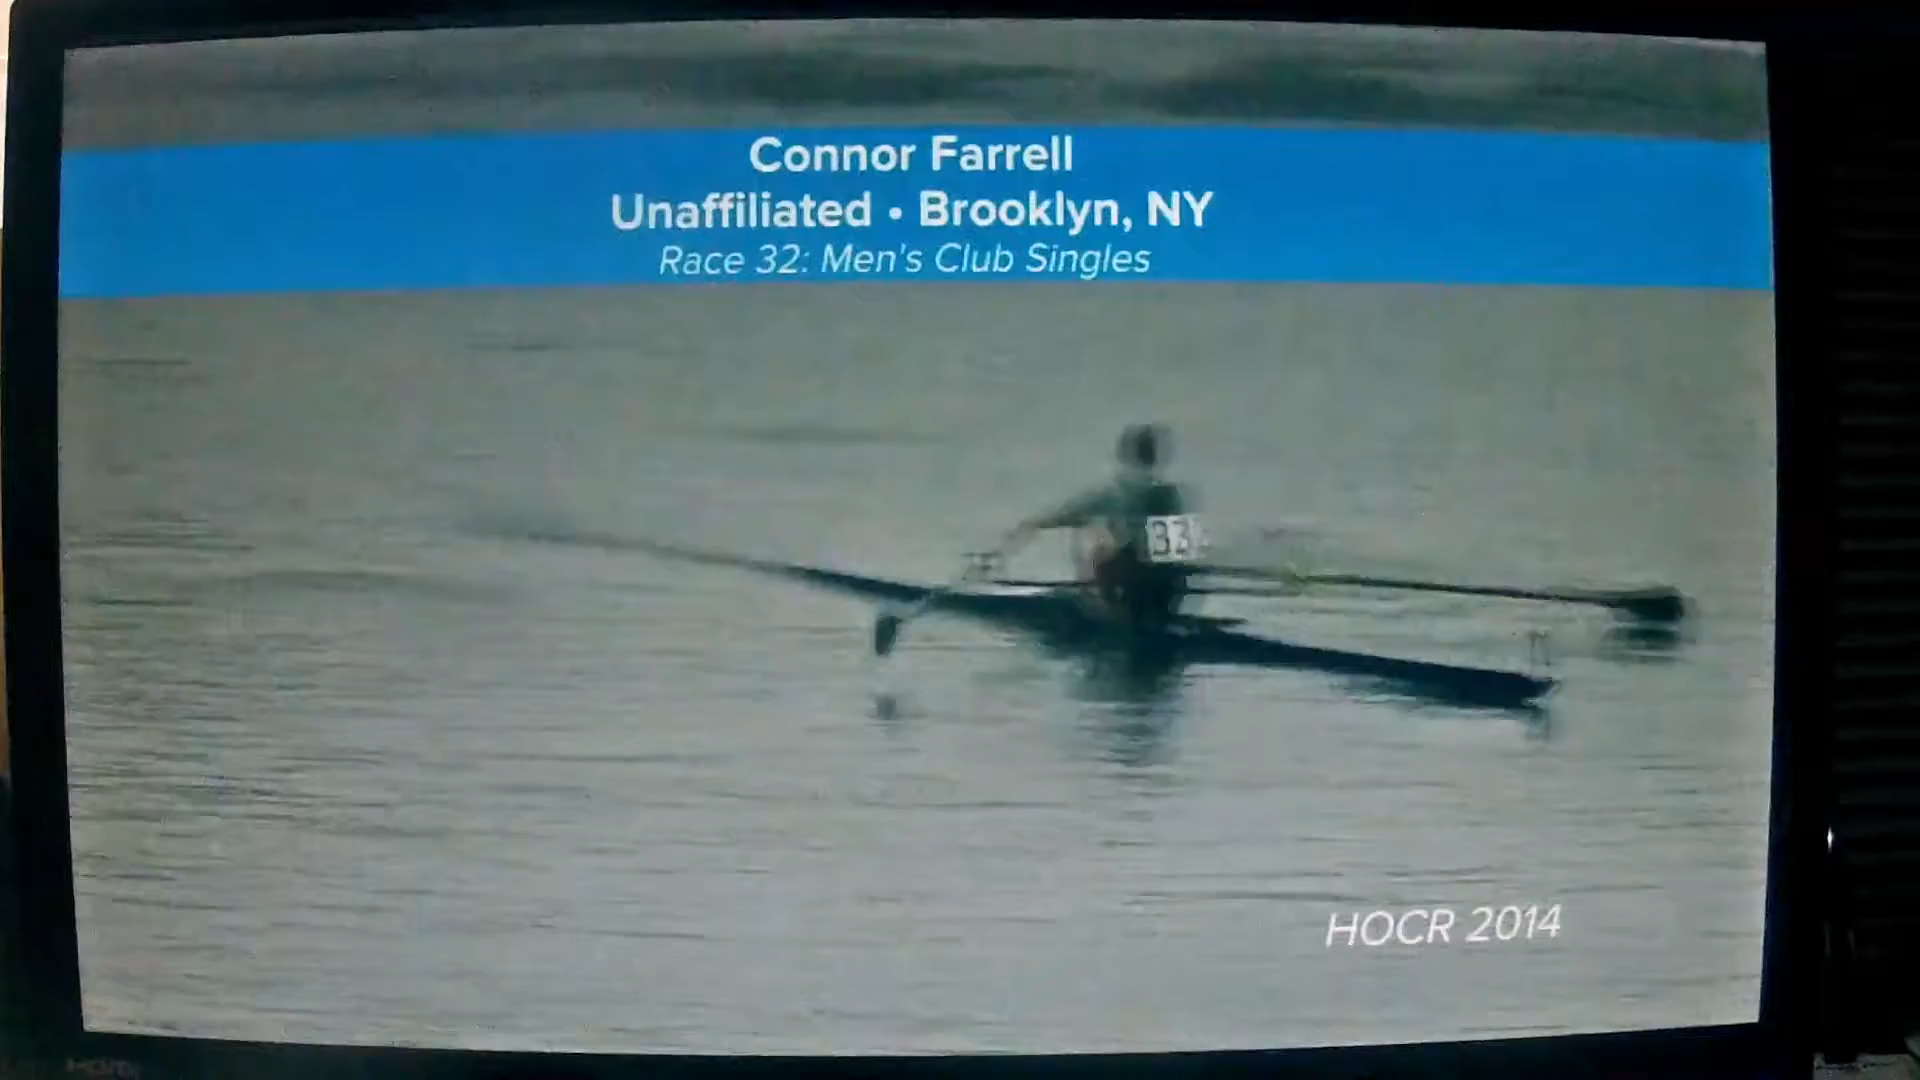 Connor Farrell
Unaffiliated • Brooklyn, NY
Race 32: Men's Club Singles
HOCR 2014